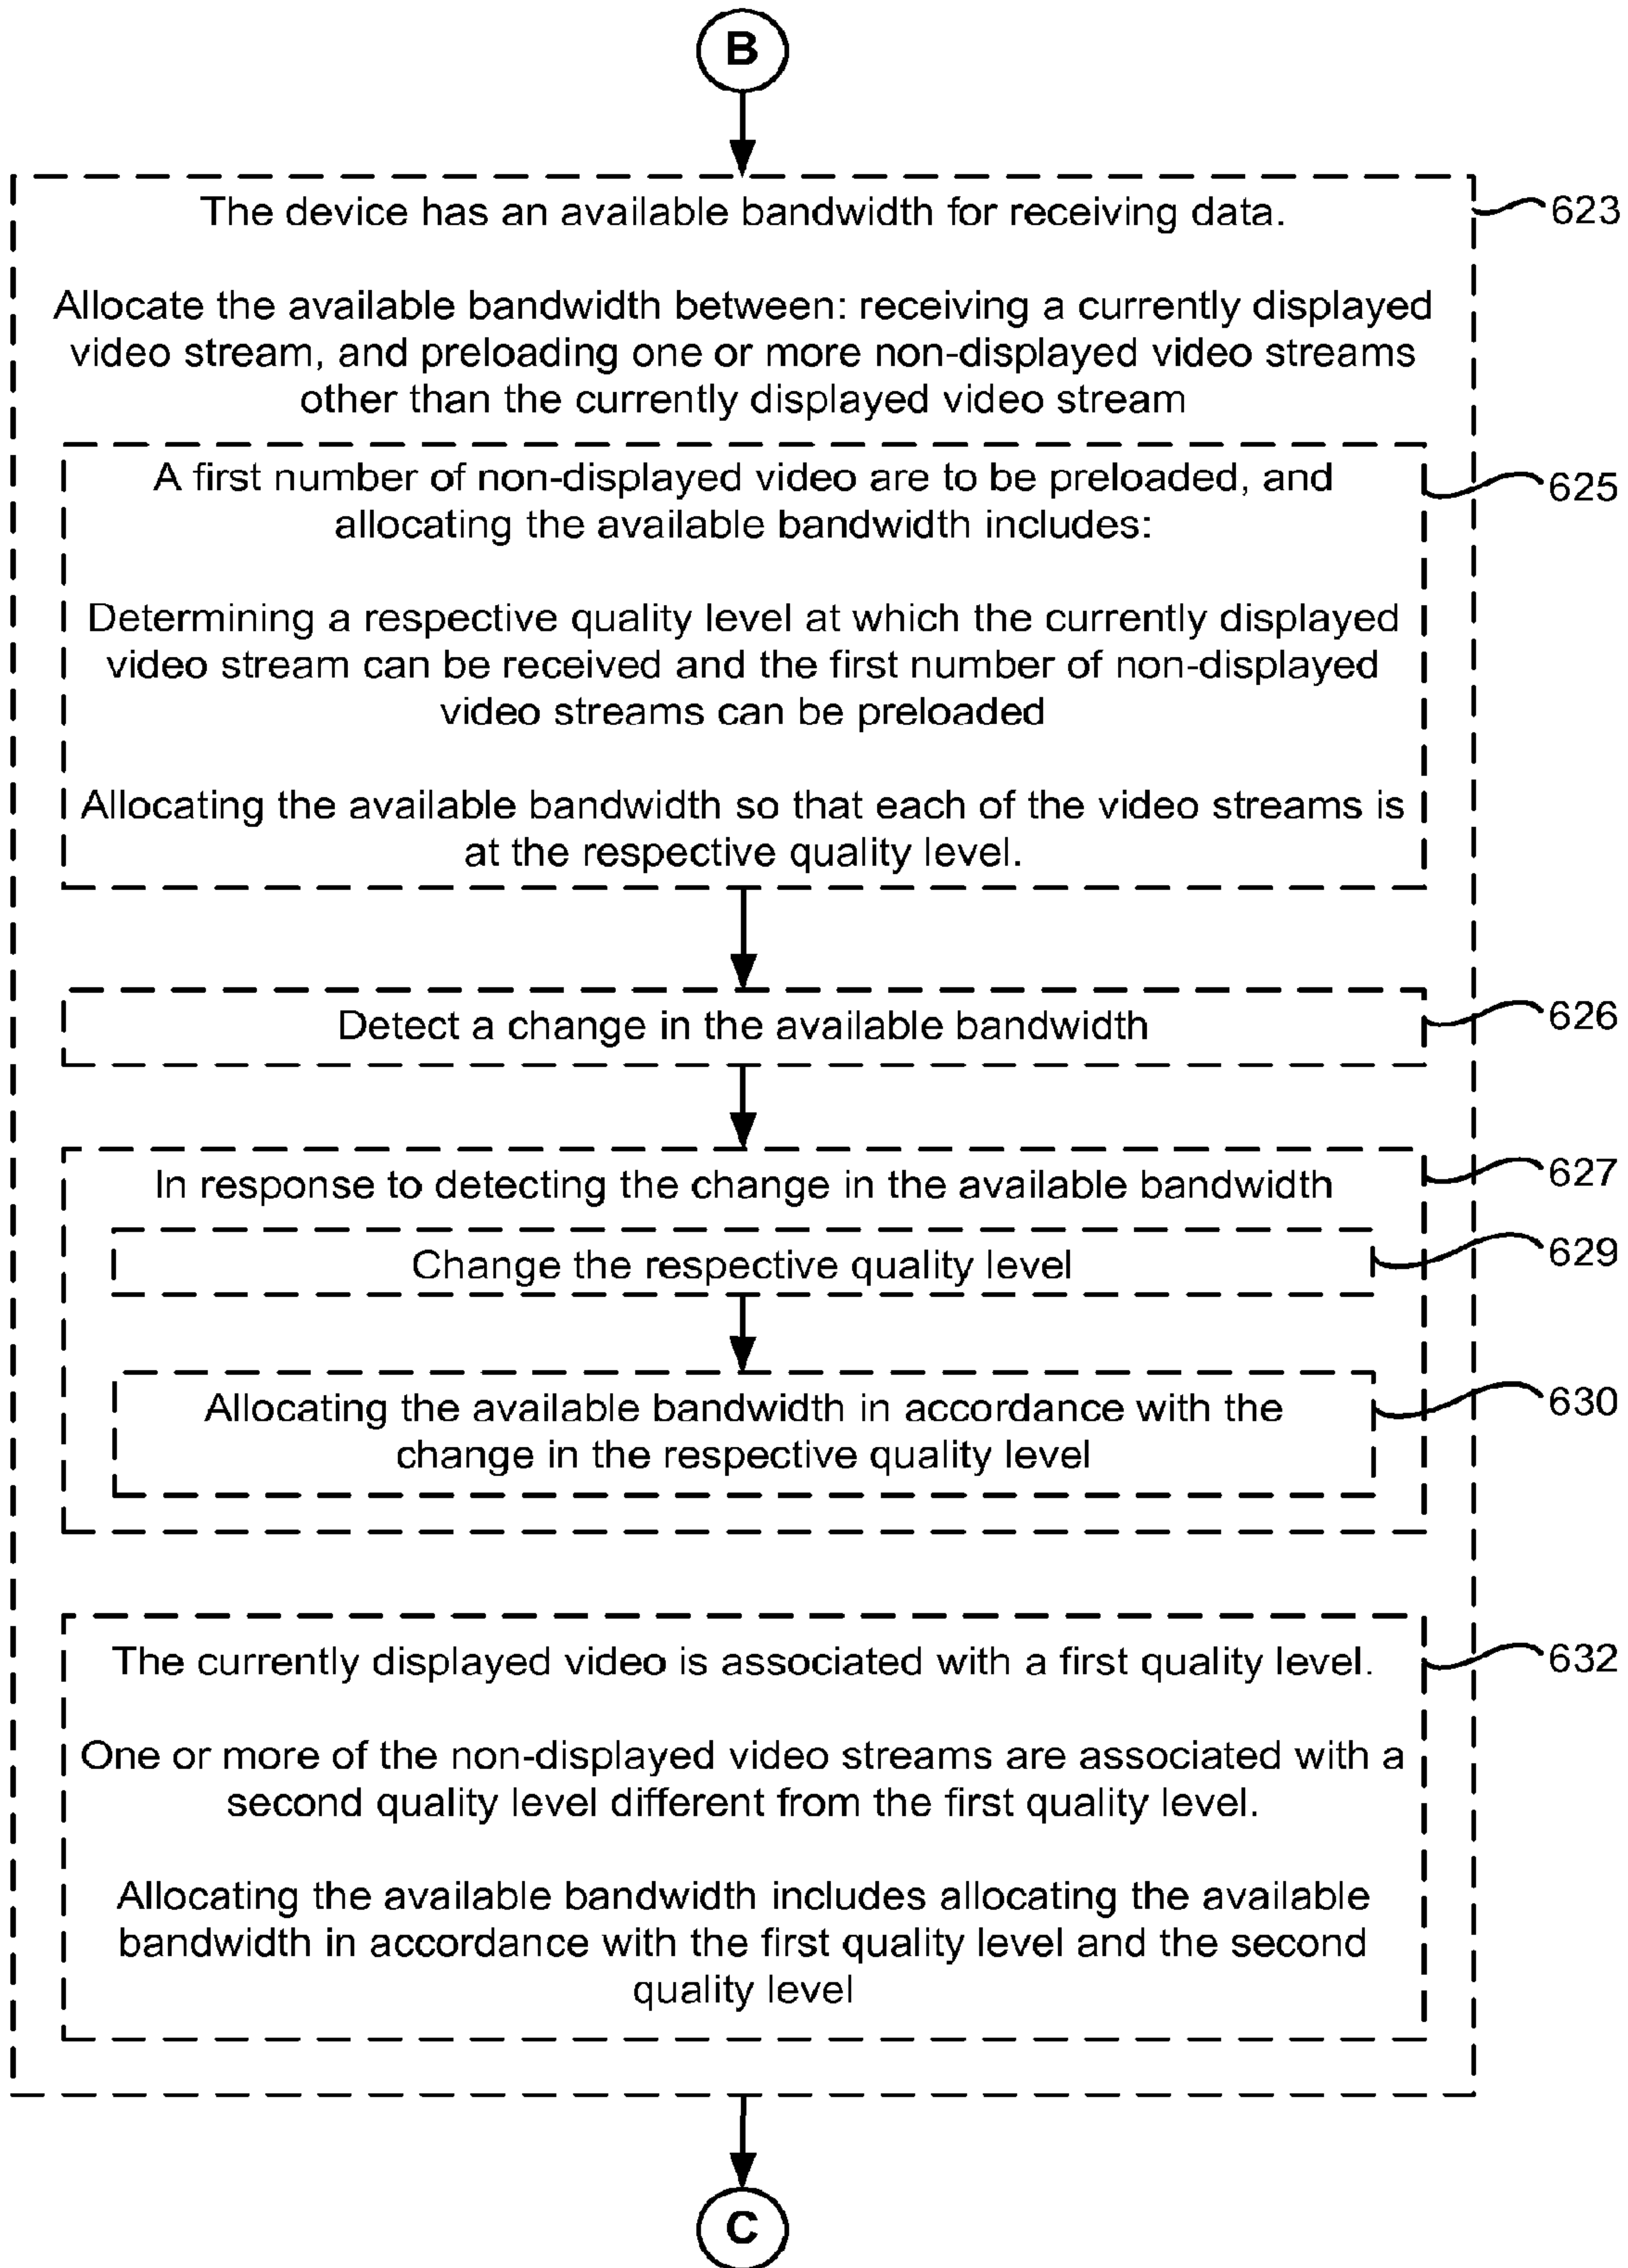 B
The device has an available bandwidth for receiving data.
623
Allocate the available bandwidth between: receiving a currently displayed
video stream, and preloading one or more non-displayed video streams
other than the currently displayed video stream
A first number of non-displayed video are to be preloaded, and
625
allocating the available bandwidth includes:
Determining a respective quality level at which the currently displayed
video stream can be received and the first number of non-displayed
video streams can be preloaded
Allocating the available bandwidth so that each of the video streams is
at the respective quality level.
Detect a change in the available bandwidth
626
In response to detecting the change in the available bandwidth
627
Change the respective quality level
629
Allocating the available bandwidth in accordance with the
630
change in the respective quality level
The currently displayed video is associated with a first quality level.
632
One or more of the non-displayed video streams are associated with a
second quality level different from the first quality level.
Allocating the available bandwidth includes allocating the available
bandwidth in accordance with the first quality level and the second
quality level
C